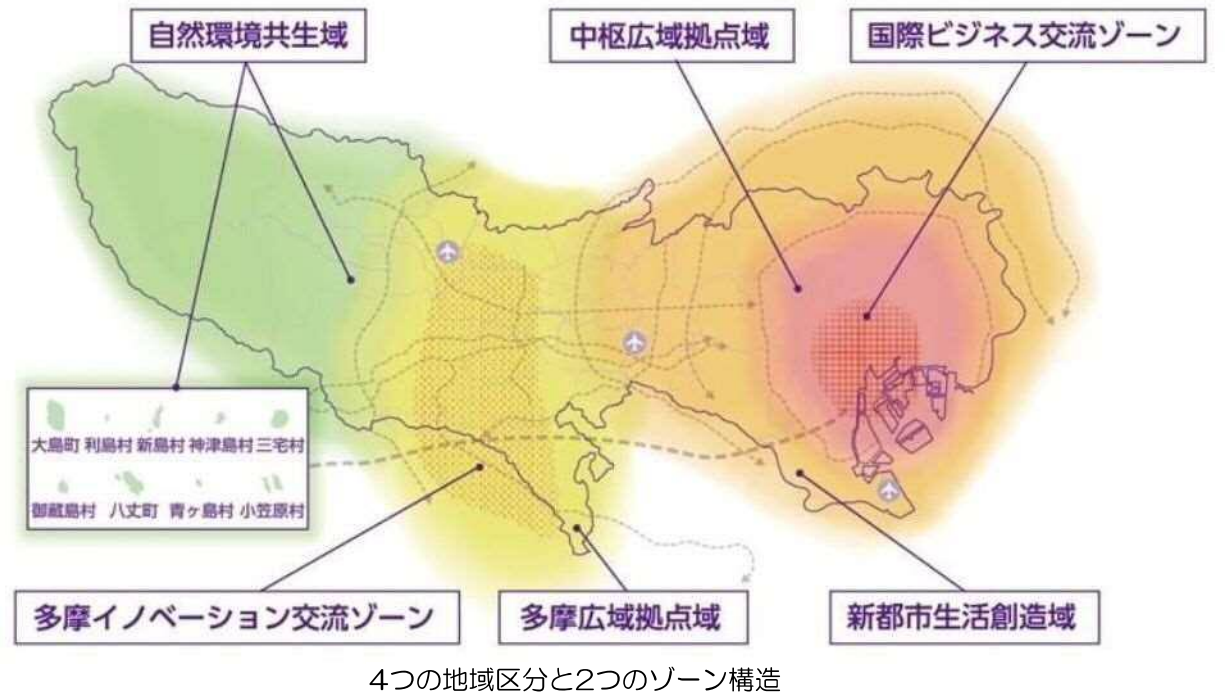 自然環境共生域
中枢広域拠点域
国際ビジネス交流ゾーン
大島町 利島村 新島村 神津島村 三宅村
御蔵島村 八丈町 青ヶ島村 小笠原村
多摩イノベーション交流ゾーン
多摩広域拠点域
新都市生活創造域
4つの地域区分と2つのゾーン構造